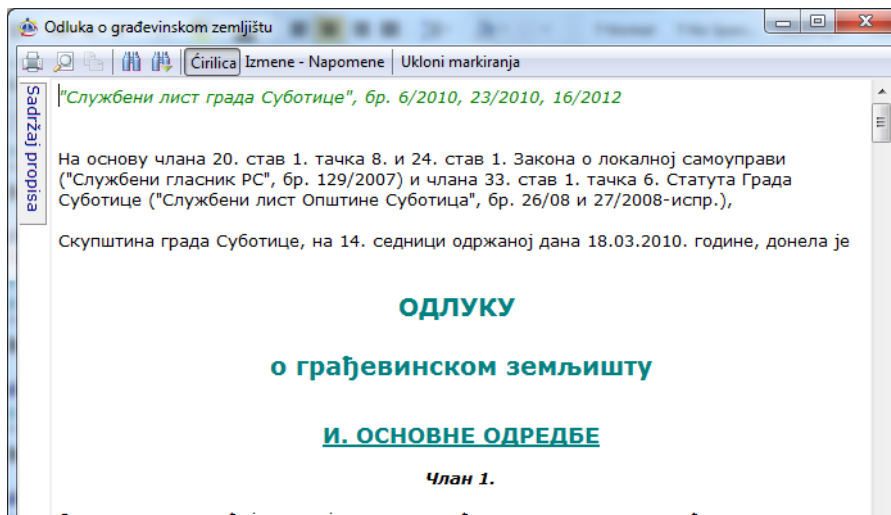 Odluka o građevinskom zemljištu
Ćirilica Izmene - Napomene Ukloni markiranja
Sadržaj propisa
"Службени лист града Суботице", бр. 6/2010, 23/2010, 16/2012
На основу члана 20. став 1. тачка 8. и 24. став 1. Закона о локалној самоуправи
("Службени гласник РС", бр. 129/2007) и члана 33. став 1. тачка 6. Статута Града
Суботице ("Службени лист Општине Суботица", бр. 26/08 и 27/2008-испр.),
Скупштина града Суботице, на 14. седници одржаној дана 18.03.2010. године, донела је
ОДЛУКУ
о грађевинском земљишту
И. ОСНОВНЕ ОДРЕДБЕ
Члан 1.